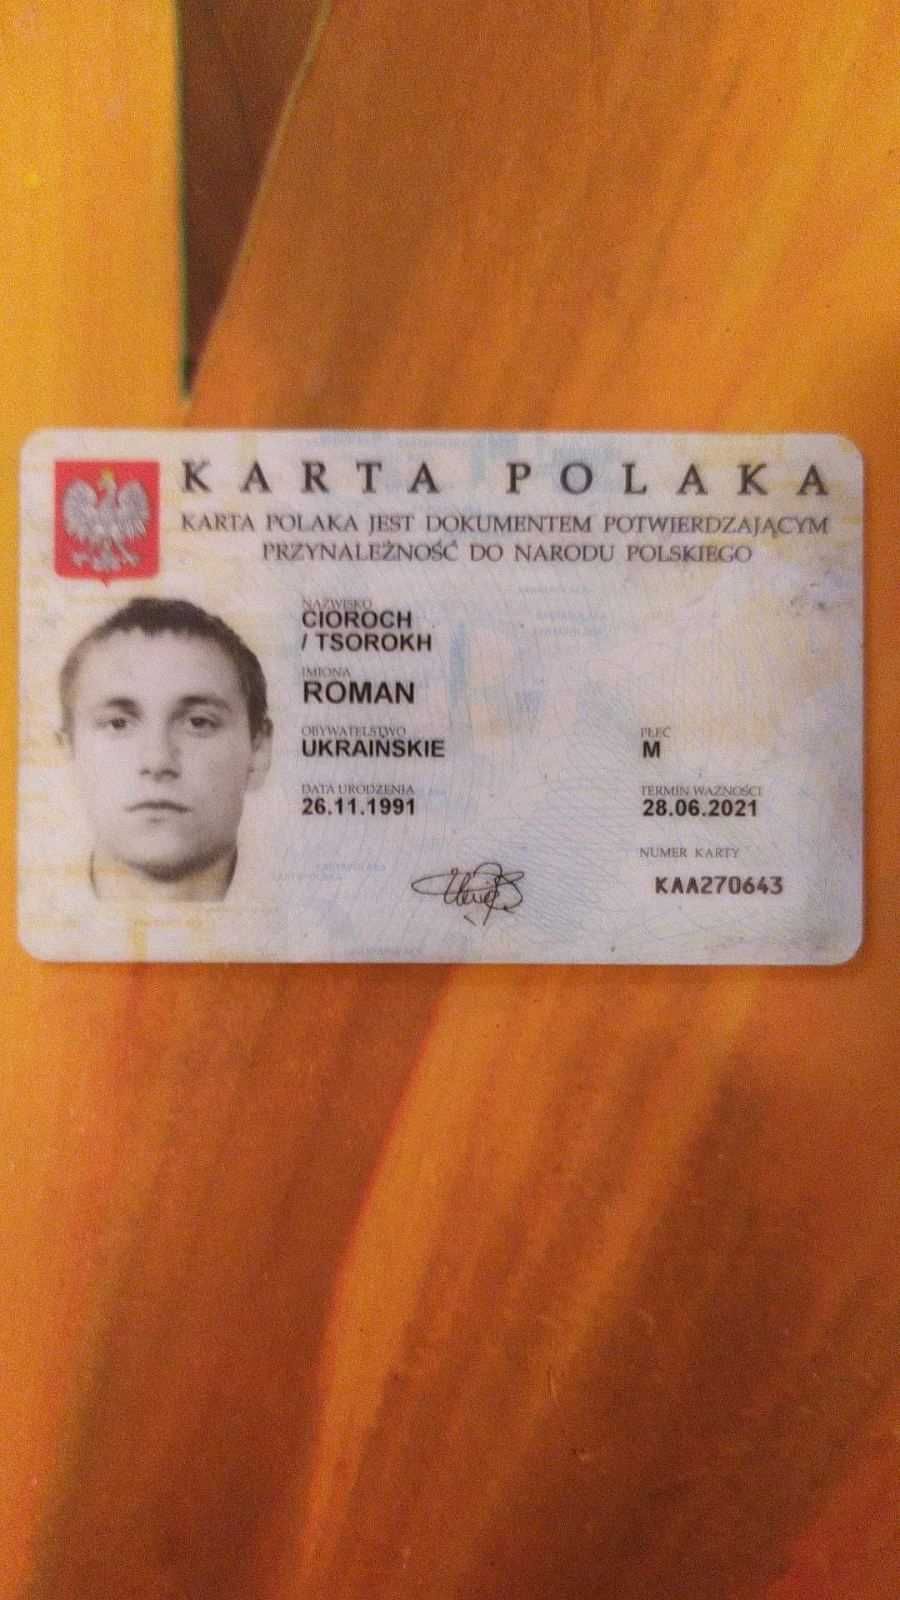 KARTA POLAKA
KARTA POLAKA JEST DOKUMENTEM POTWIERDZAJĄCYM
PRZYNALEŻNOŚĆ DO NARODU POLSKIEGO
NAZWISKO
CIOROCH
/ TSOROKH
IMIONA
ROMAN
OBYWATELSTWO
UKRAIŃSKIE
PŁEĆ
M
DATA URODZENIA
26.11.1991
TERMIN WAŻNOŚCI
28.06.2021
NUMER KARTY
KAA270643